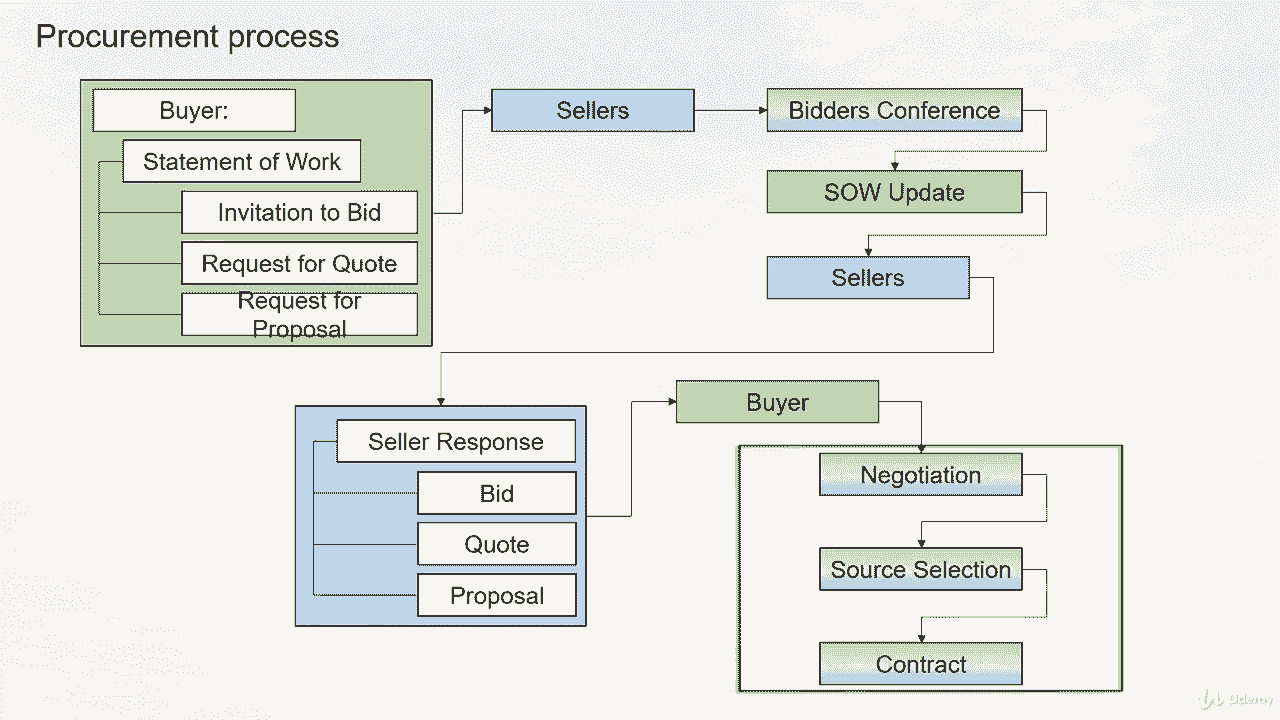 Procurement process
Buyer:
Statement of Work
Invitation to Bid
Request for Quote
Request for
Proposal
Sellers
Bidders Conference
SOW Update
Sellers
Seller Response
Bid
Quote
Proposal
Buyer
Negotiation
Source Selection
Contract
Udemy